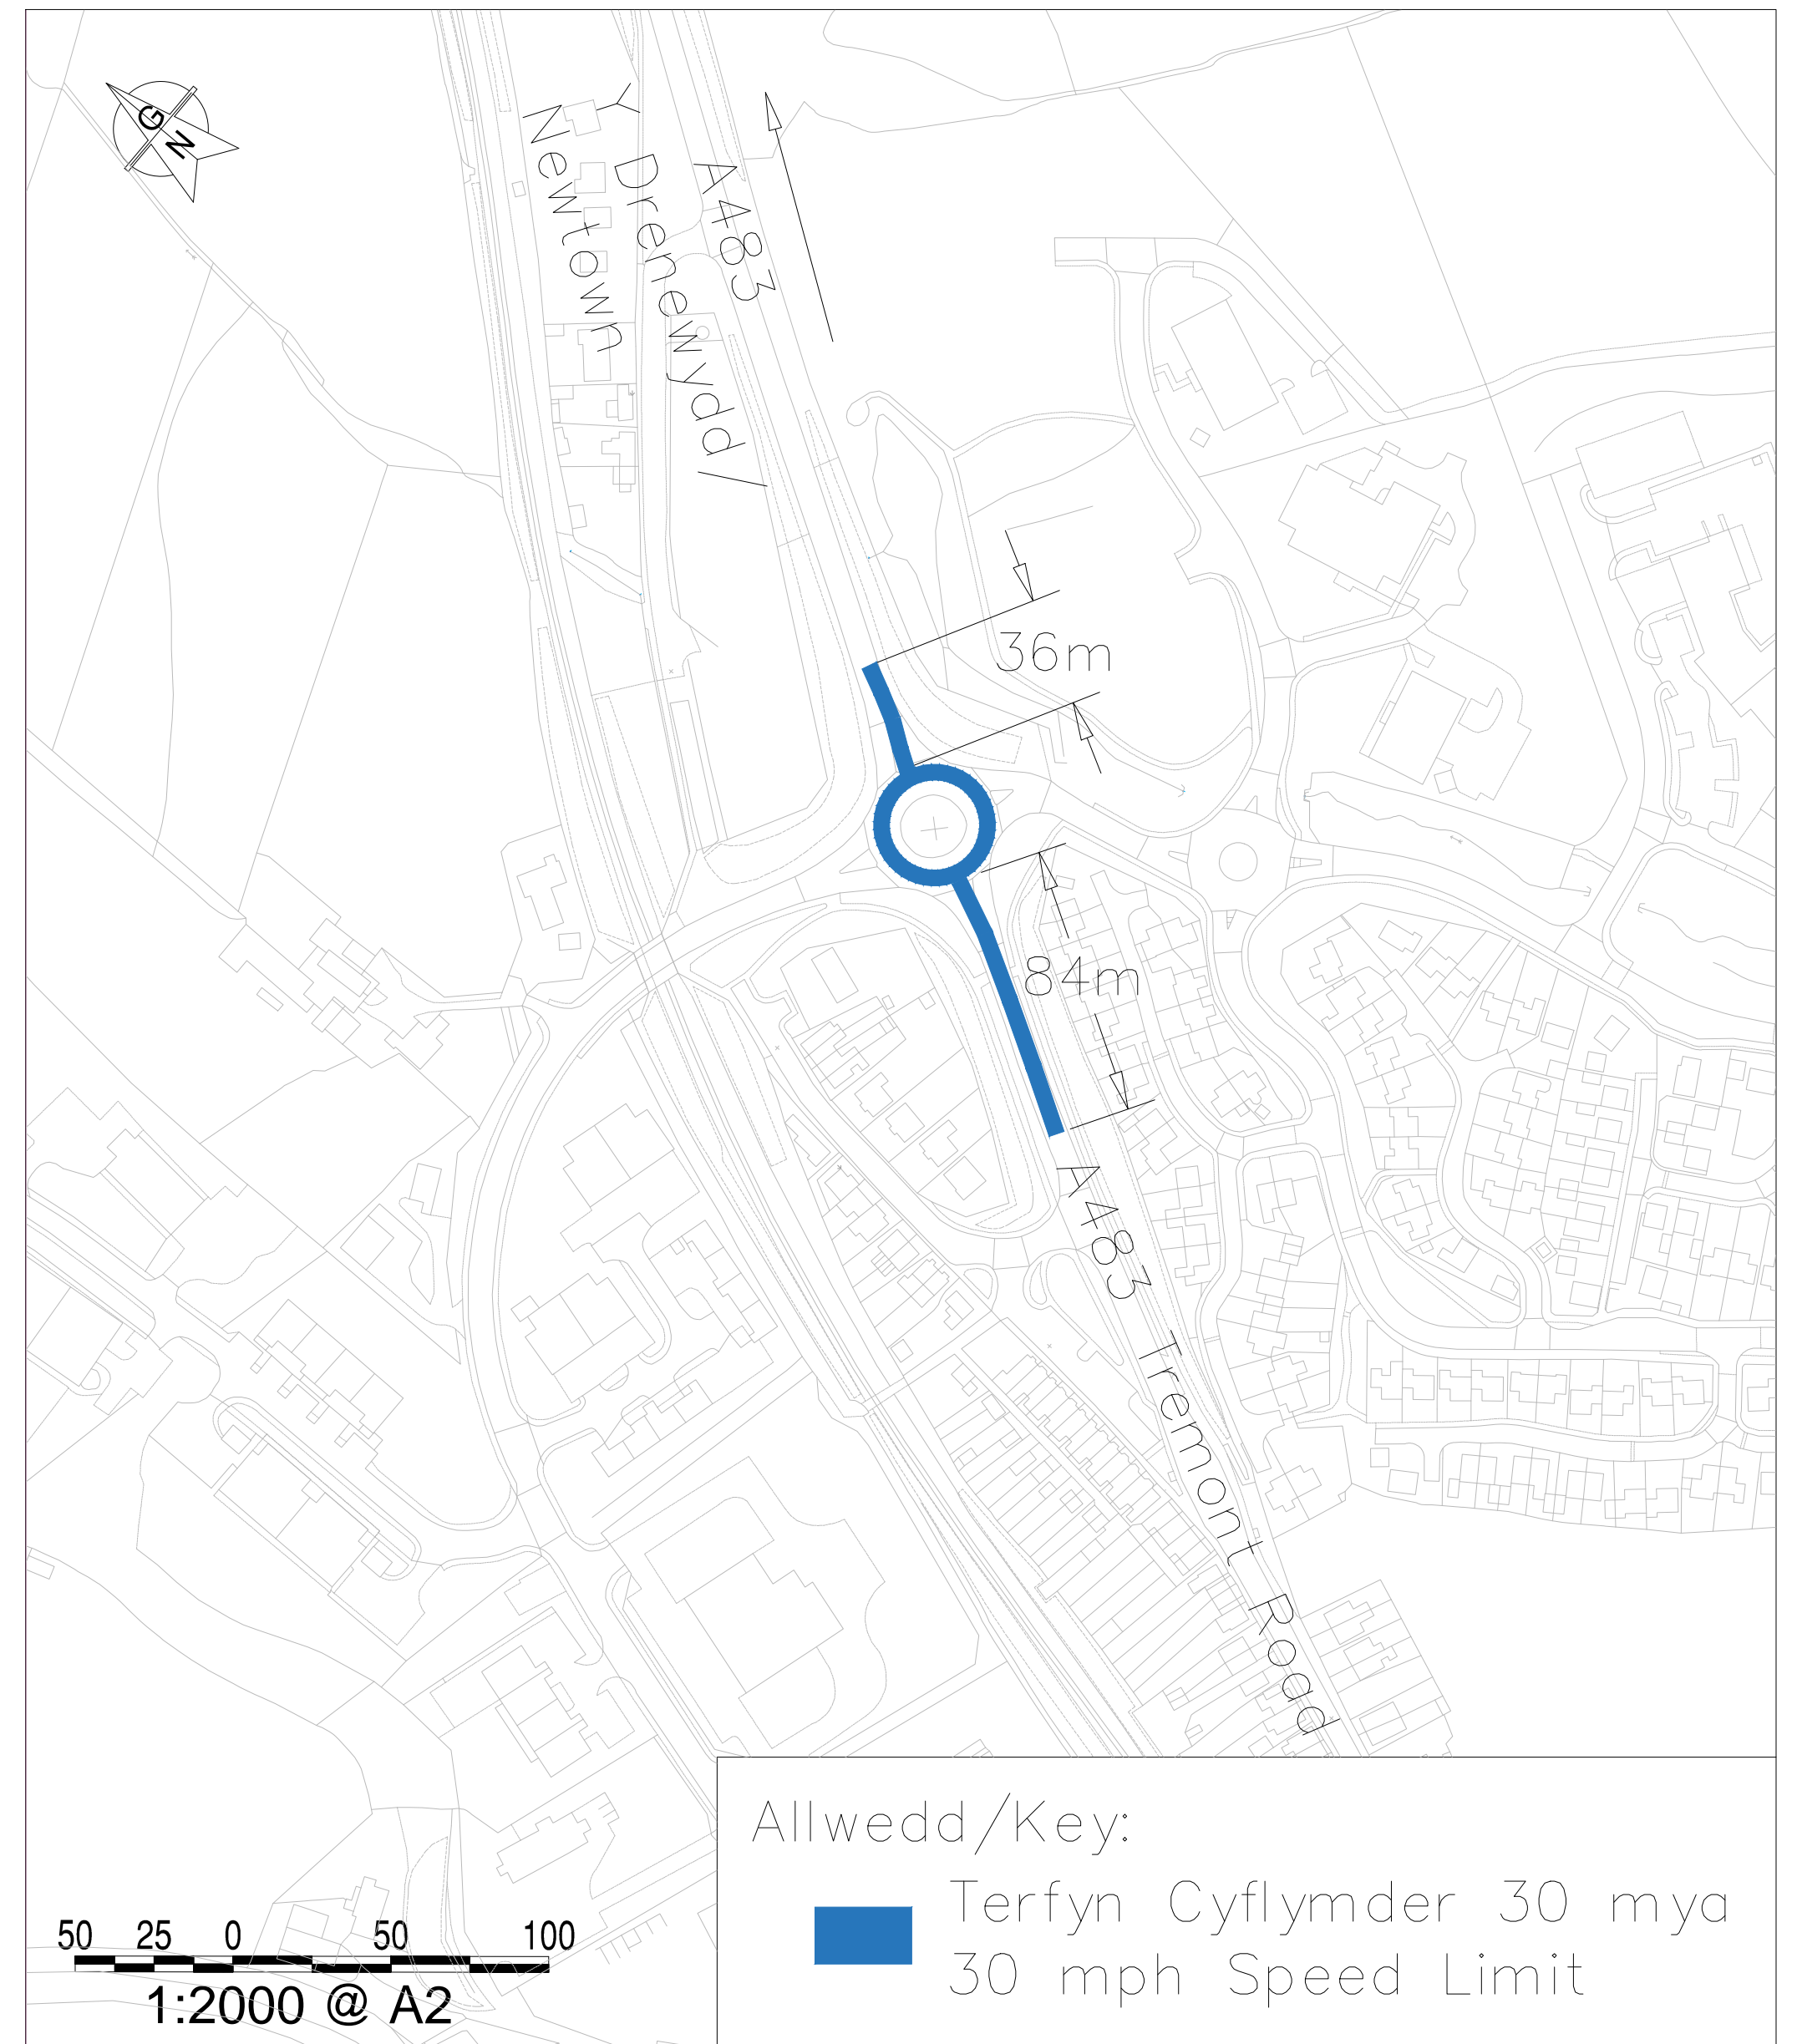 G
N
A483
Y Drenewydd/
Newtown
36m
84m
A483 Tremont Road
Allwedd/Key:
Terfyn Cyflymder 30 mya
30 mph Speed Limit
50 25 0 50 100
1:2000 @ A2